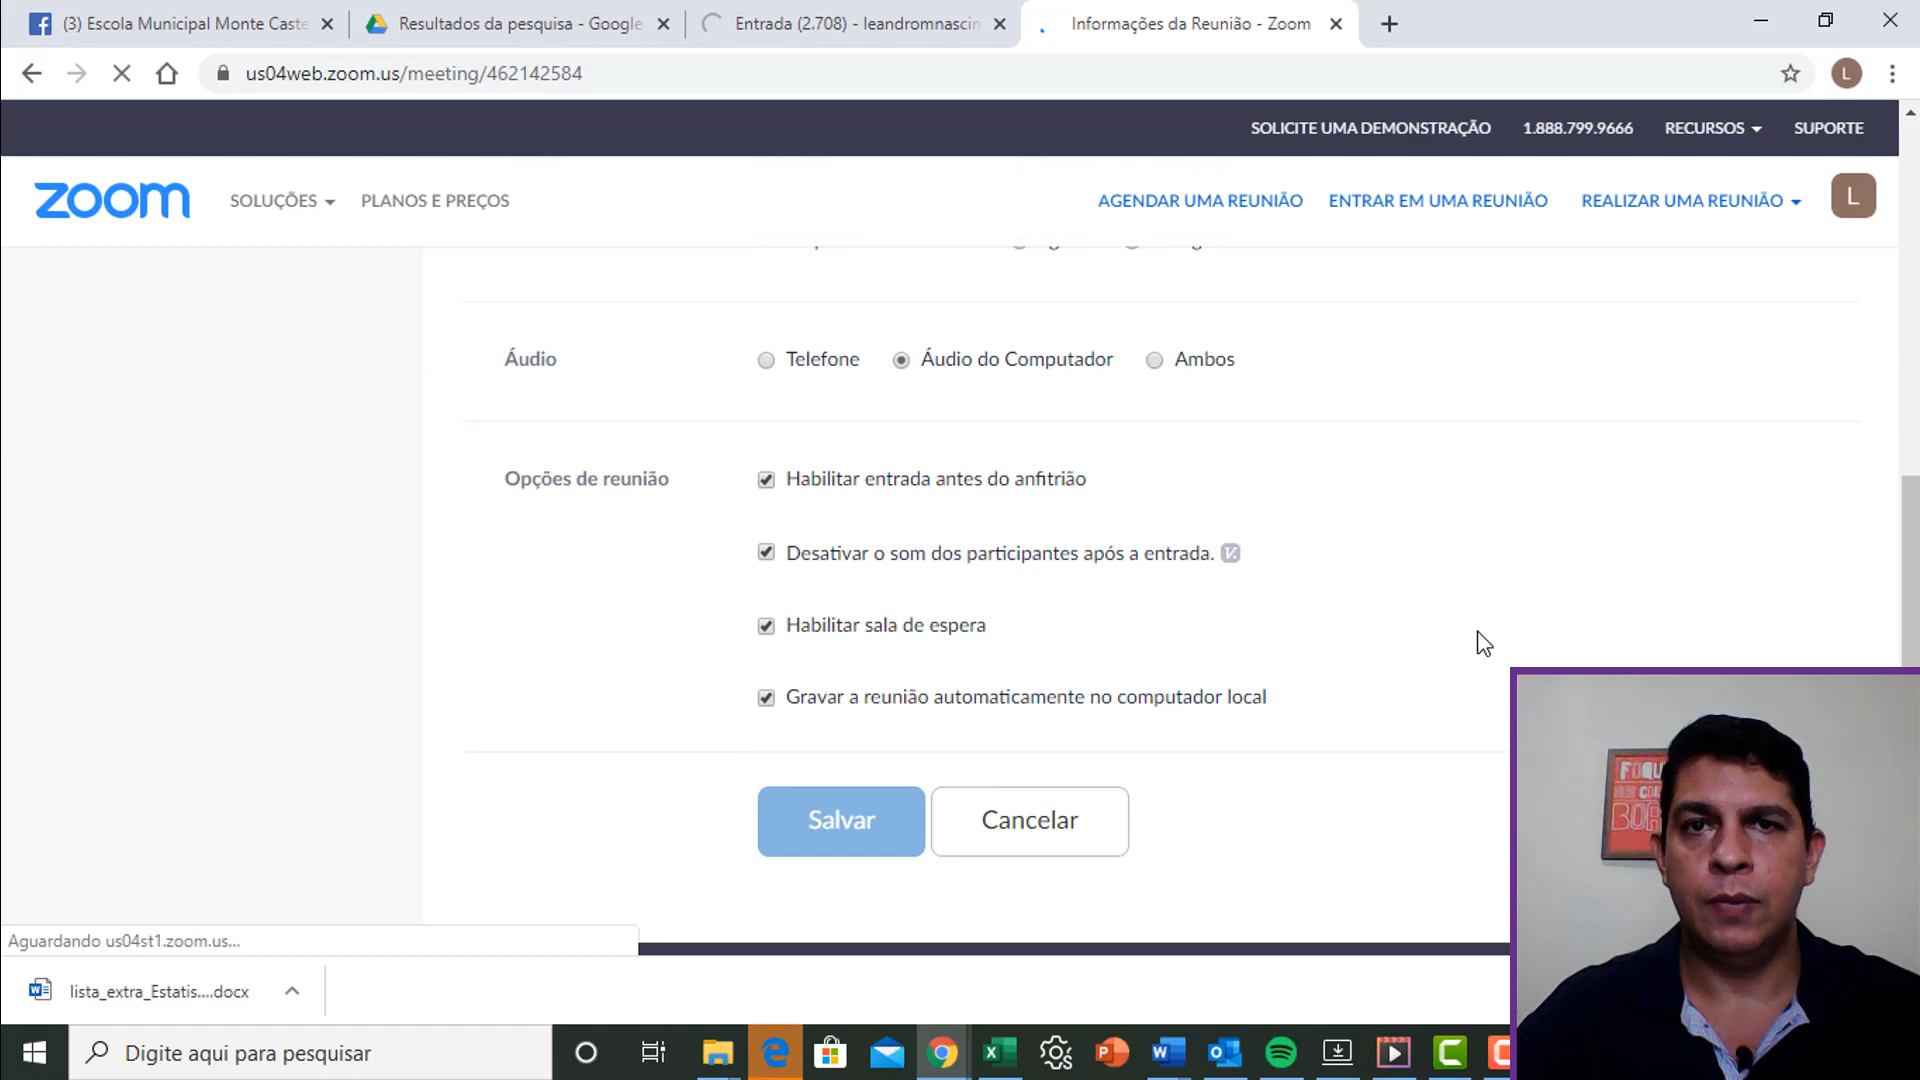 (3) Escola Municipal Monte Caste
Resultados da pesquisa - Google
Entrada (2.708) - leandromnascin
Informações da Reunião - Zoom
us04web.zoom.us/meeting/462142584
L
SOLICITE UMA DEMONSTRAÇÃO
1.888.799.9666
RECURSOS
SUPORTE
zoom
SOLUÇÕES
PLANOS E PREÇOS
AGENDAR UMA REUNIÃO
ENTRAR EM UMA REUNIÃO
REALIZAR UMA REUNIÃO
L
Áudio
Telefone
Áudio do Computador
Ambos
Opções de reunião
Habilitar entrada antes do anfitrião
Desativar o som dos participantes após a entrada.
Habilitar sala de espera
Gravar a reunião automaticamente no computador local
Salvar
Cancelar
FOQU
BOR
Aguardando us04st1.zoom.us...
lista_extra_Estatis....docx
Digite aqui para pesquisar